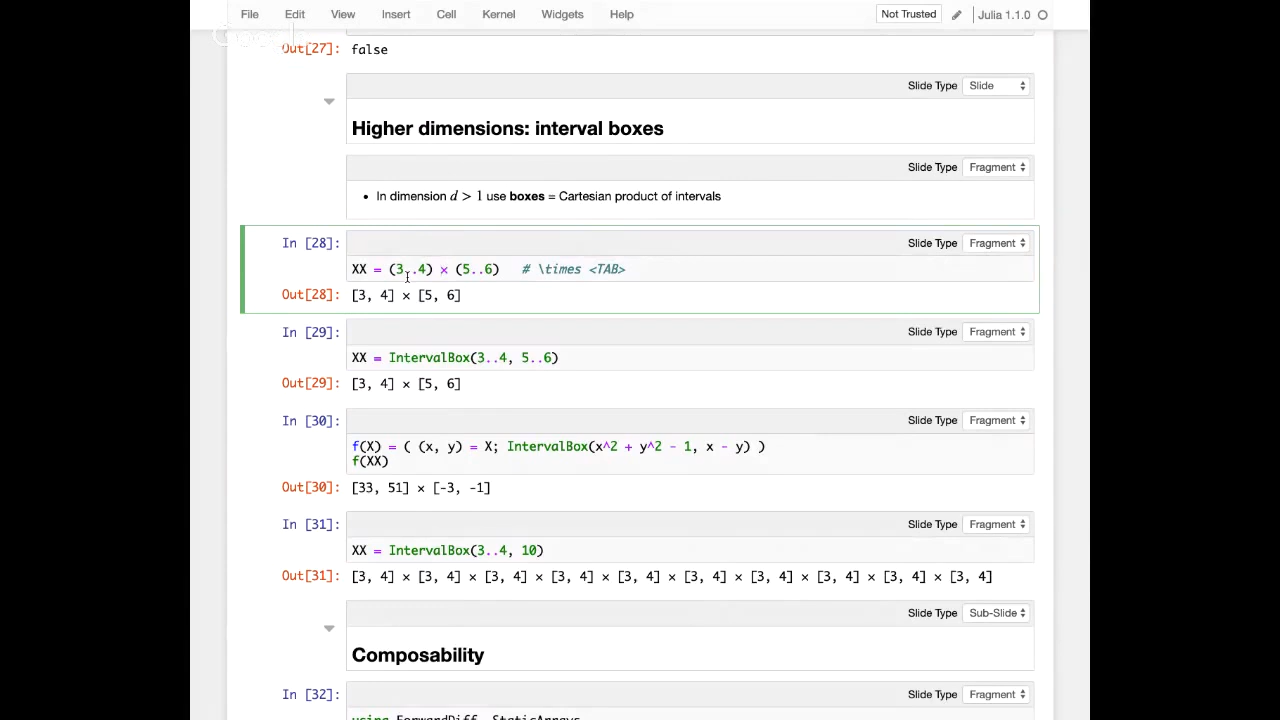 File Edit View Insert Cell Kernel Widgets Help Not Trusted Julia 1.1.0
Out[27]: false
Slide Type Slide
Higher dimensions: interval boxes
Slide Type Fragment
• In dimension d > 1 use boxes = Cartesian product of intervals
In [28]: Slide Type Fragment
XX = (3..4) × (5..6) # \times <TAB>
Out[28]: [3, 4] × [5, 6]
In [29]: Slide Type Fragment
XX = IntervalBox(3..4, 5..6)
Out[29]: [3, 4] × [5, 6]
In [30]: Slide Type Fragment
f(X) = ( (x, y) = X; IntervalBox(x^2 + y^2 - 1, x - y) )
f(XX)
Out[30]: [33, 51] × [-3, -1]
In [31]: Slide Type Fragment
XX = IntervalBox(3..4, 10)
Out[31]: [3, 4] × [3, 4] × [3, 4] × [3, 4] × [3, 4] × [3, 4] × [3, 4] × [3, 4] × [3, 4] × [3, 4]
Slide Type Sub-Slide
Composability
In [32]: Slide Type Fragment
using ForwardDiff, StaticArrays